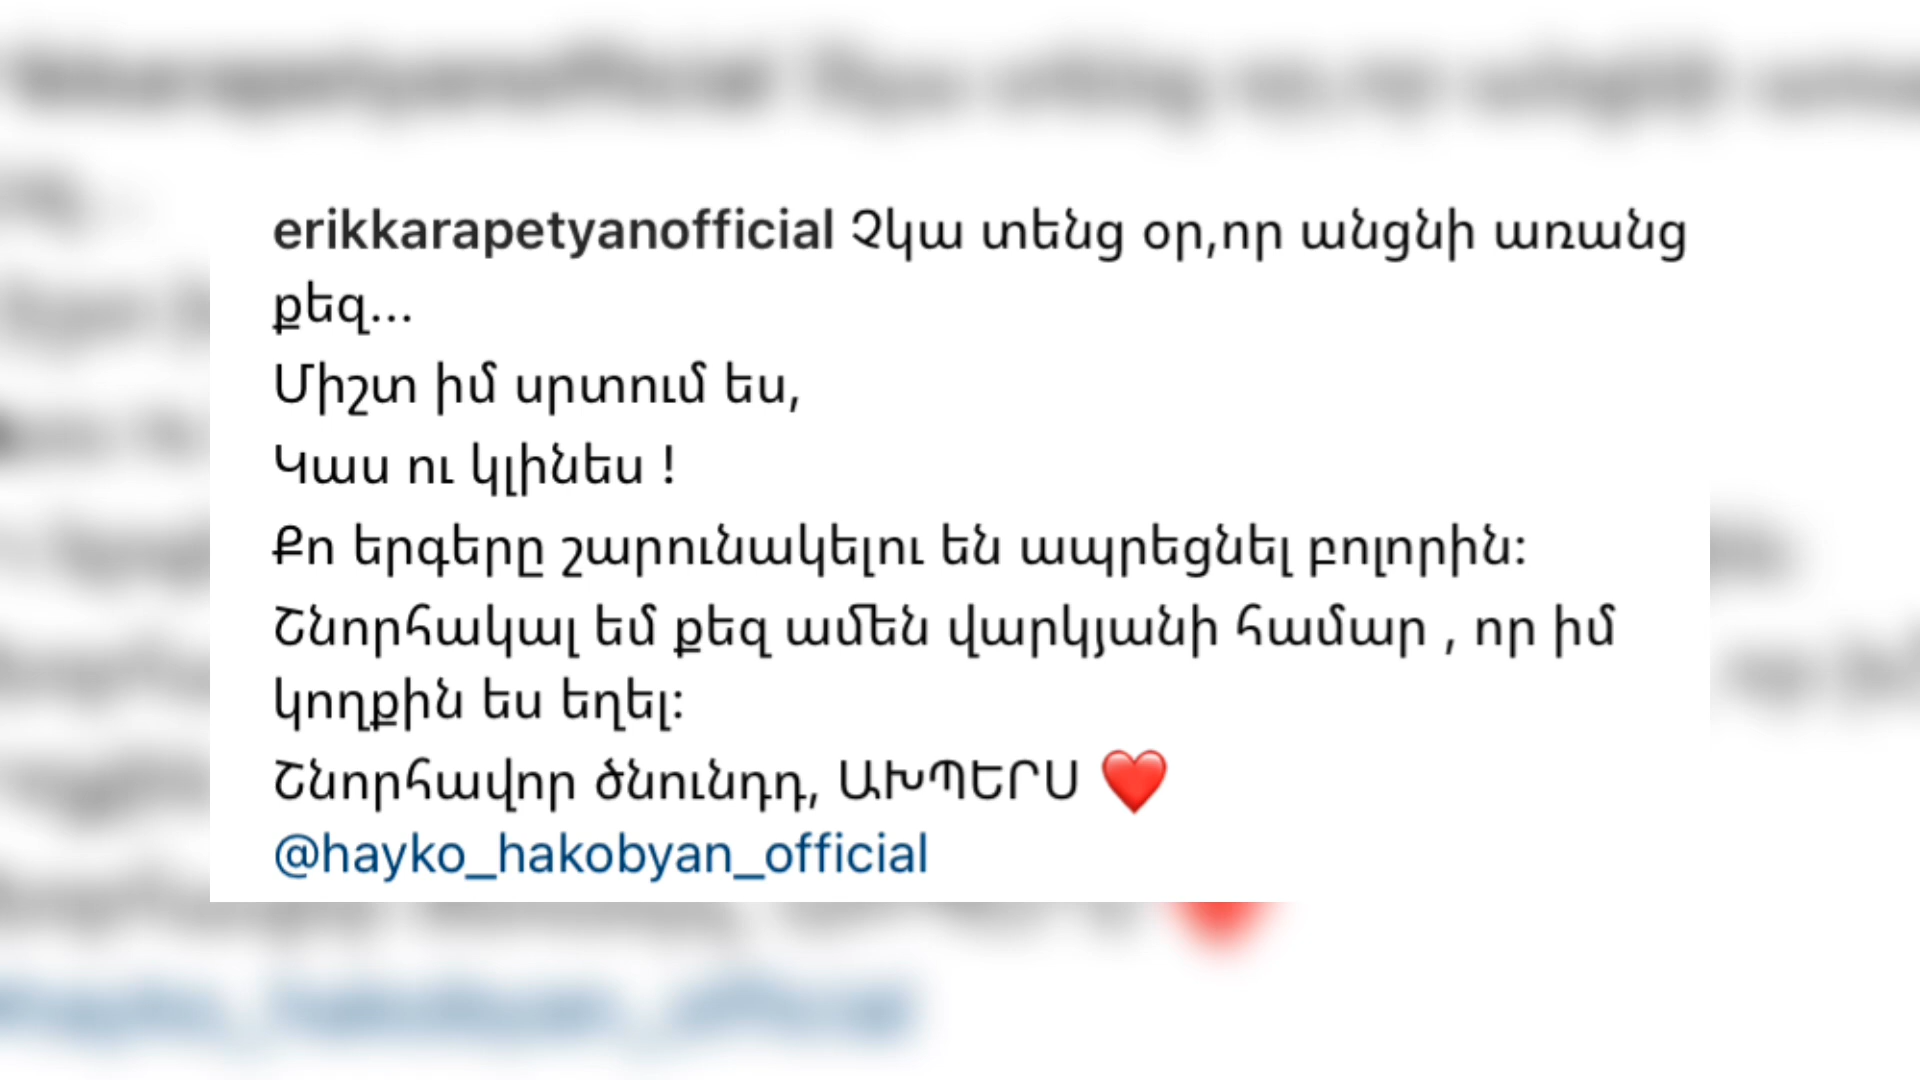 erikkarapetyanofficial Չկա տենց օր,որ անցնի առանց
քեզ...
Միշտ իմ սրտում ես,
Կաս ու կլինես !
Քո երգերը շարունակելու են ապրեցնել բոլորին:
Շնորհակալ եմ քեզ ամեն վարկյանի համար , որ իմ
կողքին ես եղել:
Շնորհավոր ծնունդդ, ԱԽՊԵՐՍ ❤️
@hayko_hakobyan_official